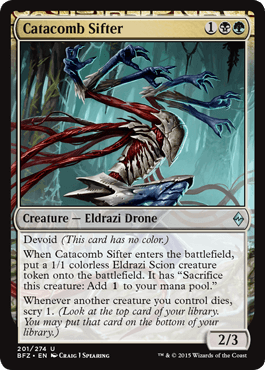 Catacomb Sifter 1
Creature — Eldrazi Drone
Devoid (This card has no color.)
When Catacomb Sifter enters the battlefield,
put a 1/1 colorless Eldrazi Scion creature
token onto the battlefield. It has “Sacrifice
this creature: Add 1 to your mana pool.”
Whenever another creature you control dies,
scry 1. (Look at the top card of your library.
You may put that card on the bottom of your
library.)
2/3
201/274 U
BFZ • EN Craig J Spearing
™ & © 2015 Wizards of the Coast